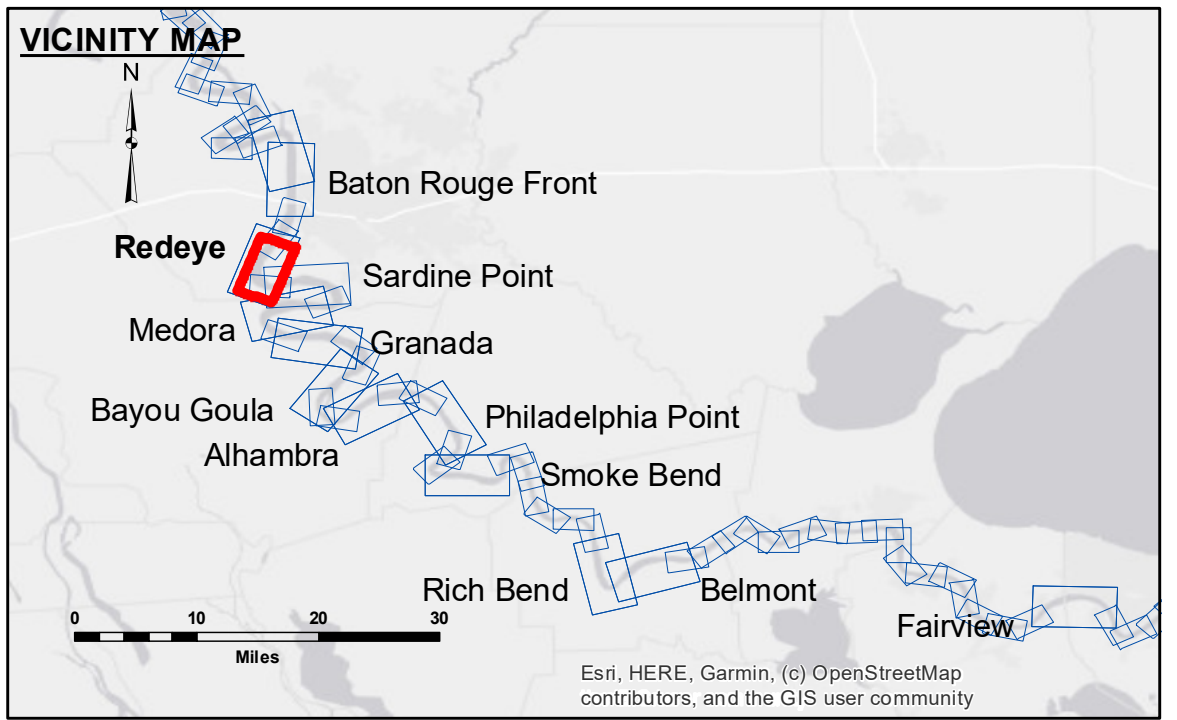 VICINITY MAP
N
Baton Rouge Front
Redeye
Sardine Point
Medora
Granada
Bayou Goula
Philadelphia Point
Alhambra
Smoke Bend
Rich Bend
Belmont
Fairview
0 10 20 30
Miles
Esri, HERE, Garmin, (c) OpenStreetMap
contributors, and the GIS user community